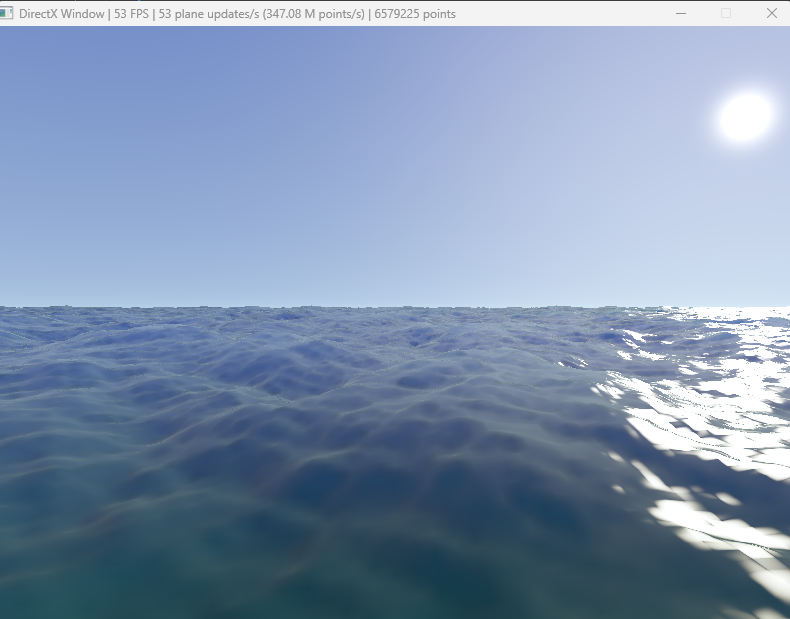 DirectX Window | 53 FPS | 53 plane updates/s (347.08 M points/s) | 6579225 points